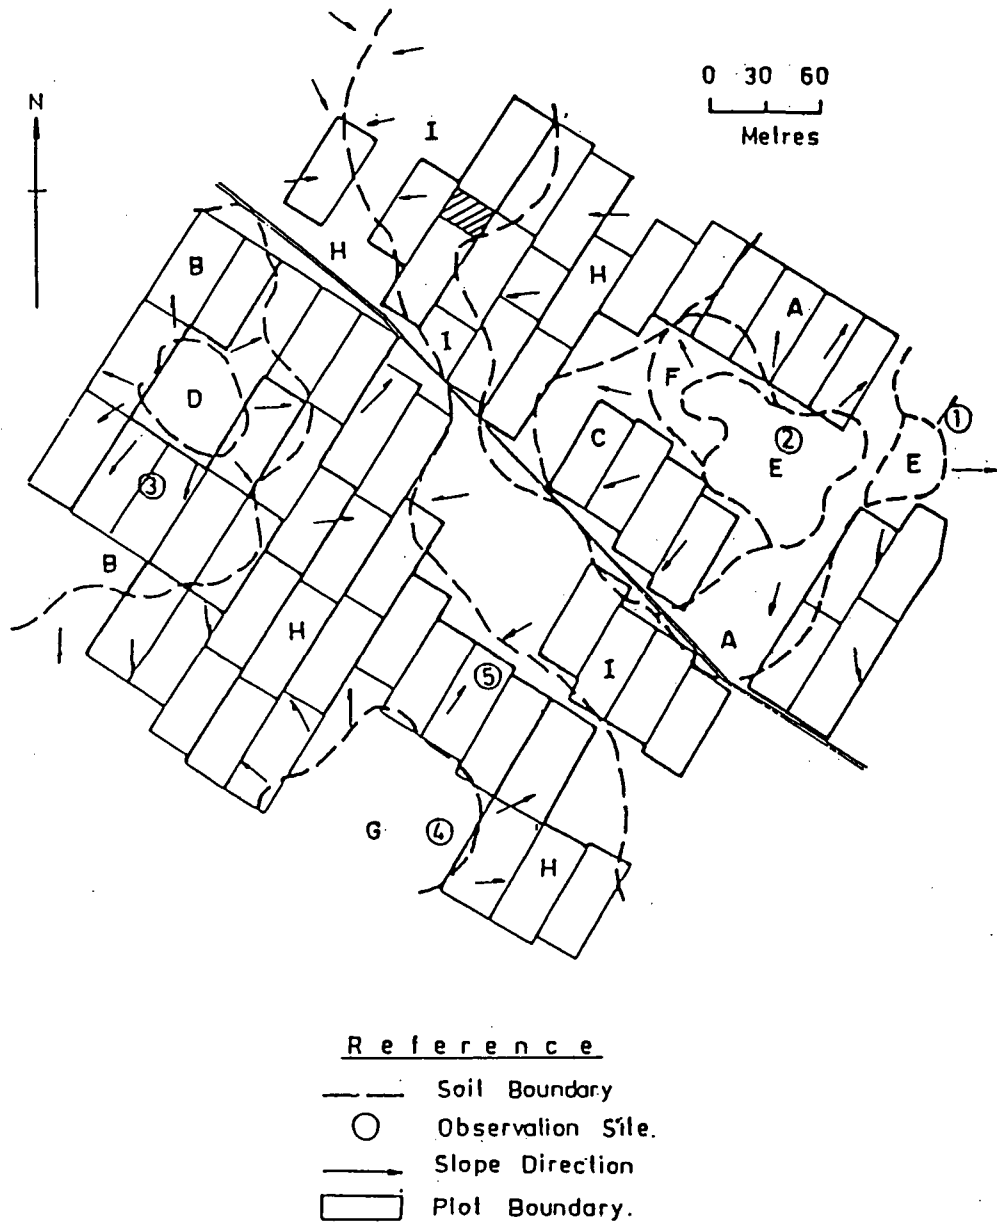 0 30 60
Metres
N
I
H
B
H
A
I
F
D
C
①
②
E
E
③
B
H
A
I
⑤
G
④
H
Reference
Soil Boundary
Observation Site.
Slope Direction
Plot Boundary.